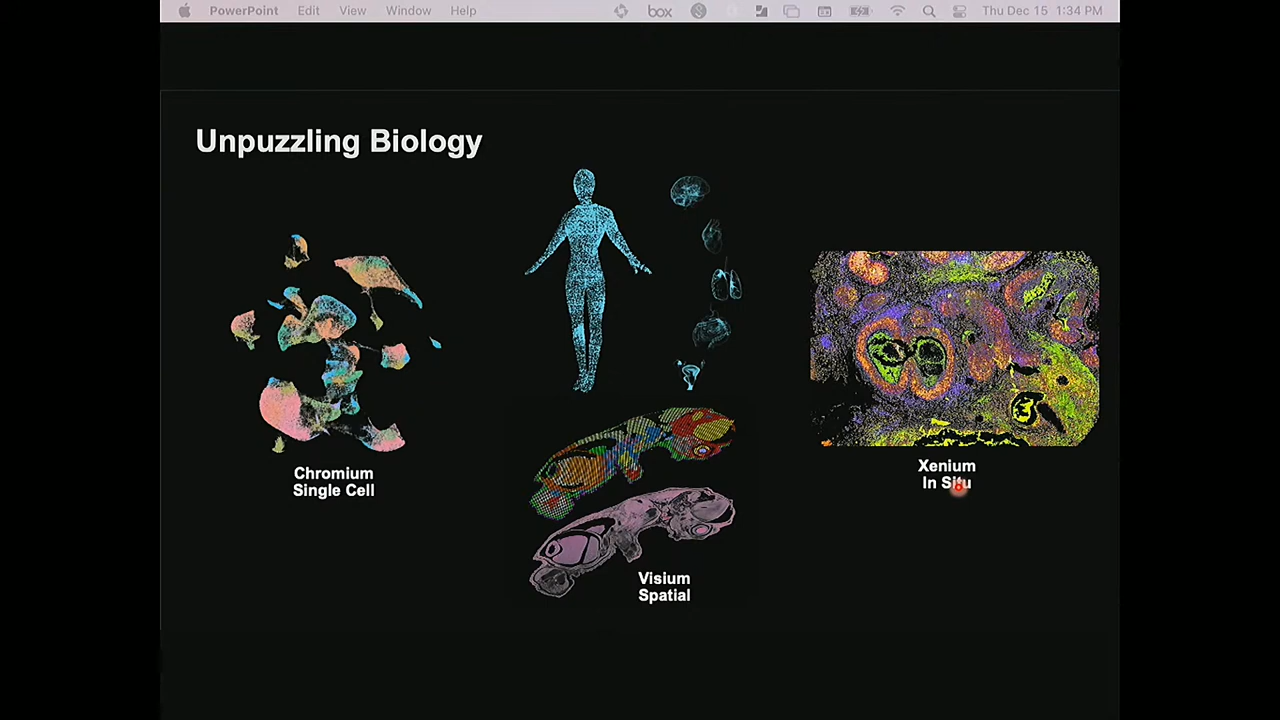 PowerPoint Edit View Window Help box Thu Dec 15 1:34 PM
Unpuzzling Biology
Chromium
Single Cell
Visium
Spatial
Xenium
In Situ